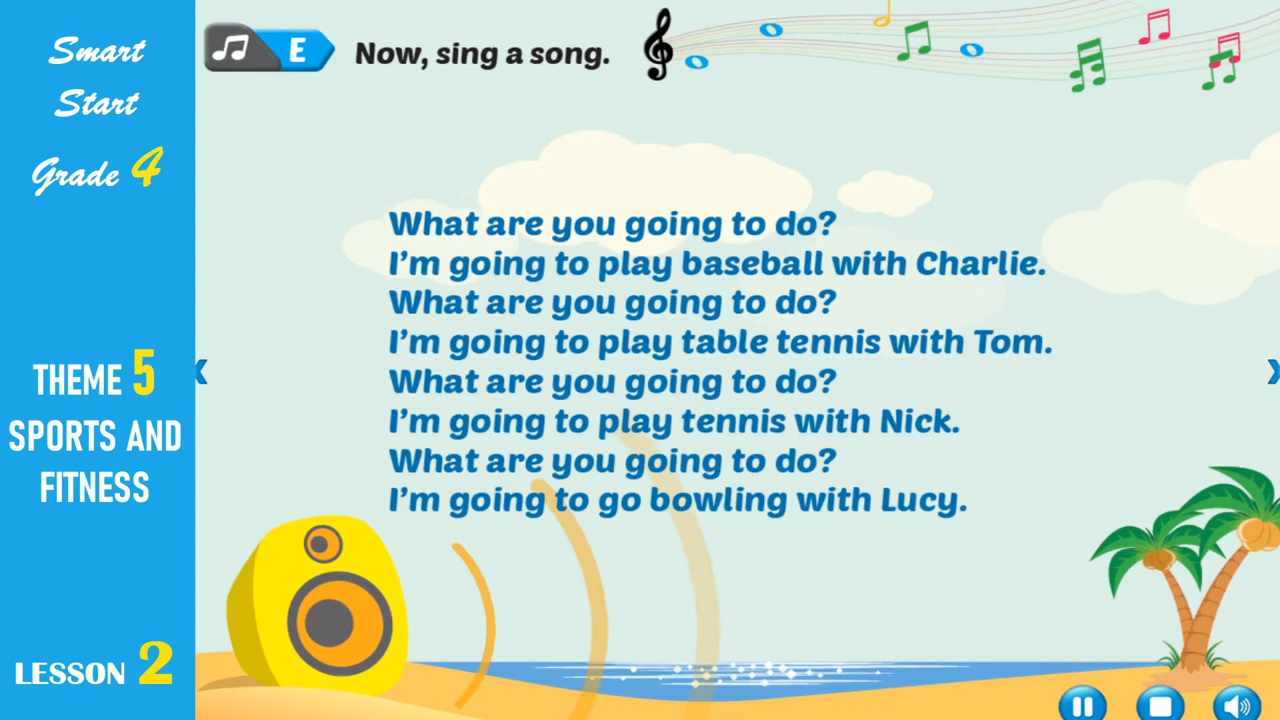 Smart
Start
Grade 4
THEME 5
SPORTS AND
FITNESS
LESSON 2
E
Now, sing a song.
What are you going to do?
I'm going to play baseball with Charlie.
What are you going to do?
I'm going to play table tennis with Tom.
What are you going to do?
I'm going to play tennis with Nick.
What are you going to do?
I'm going to go bowling with Lucy.